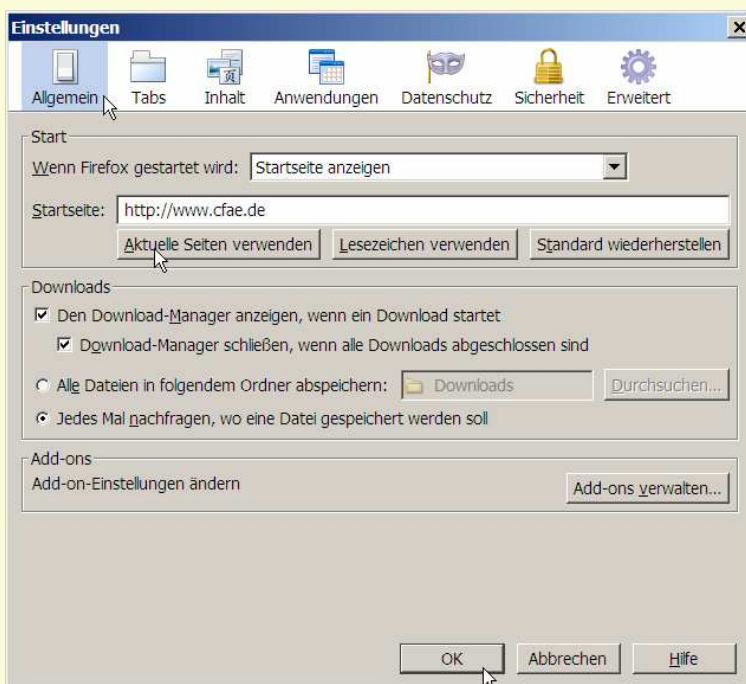 Einstellungen
Allgemein Tabs Inhalt Anwendungen Datenschutz Sicherheit Erweitert
Start
Wenn Firefox gestartet wird: Startseite anzeigen
Startseite: http://www.cfae.de
Aktuelle Seiten verwenden Lesezeichen verwenden Standard wiederherstellen
Downloads
Den Download-Manager anzeigen, wenn ein Download startet
Download-Manager schließen, wenn alle Downloads abgeschlossen sind
Alle Dateien in folgendem Ordner abspeichern: Downloads Durchsuchen...
Jedes Mal nachfragen, wo eine Datei gespeichert werden soll
Add-ons
Add-on-Einstellungen ändern
Add-ons verwalten...
OK Abbrechen Hilfe